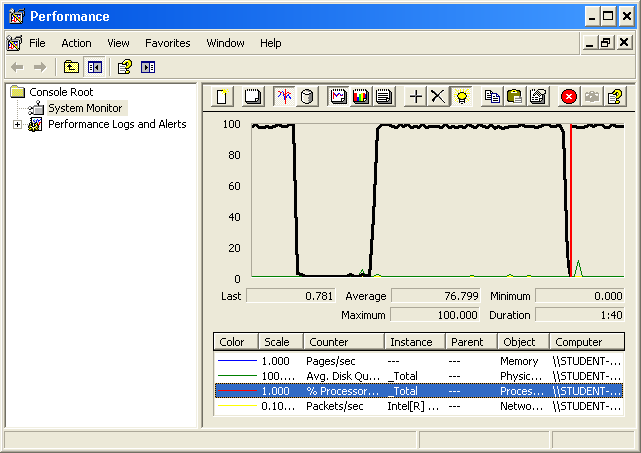 Performance
File Action View Favorites Window Help
Console Root
System Monitor
Performance Logs and Alerts
100
80
60
40
20
0
Last 0.781 Average 76.799 Minimum 0.000
Maximum 100.000 Duration 1:40
Color Scale Counter Instance Parent Object Computer
1.000 Pages/sec --- --- Memory \\STUDENT-...
100.... Avg. Disk Qu... _Total --- Physic... \\STUDENT-...
1.000 % Processor... _Total --- Proces... \\STUDENT-...
0.10... Packets/sec Intel[R] ... --- Netwo... \\STUDENT-...